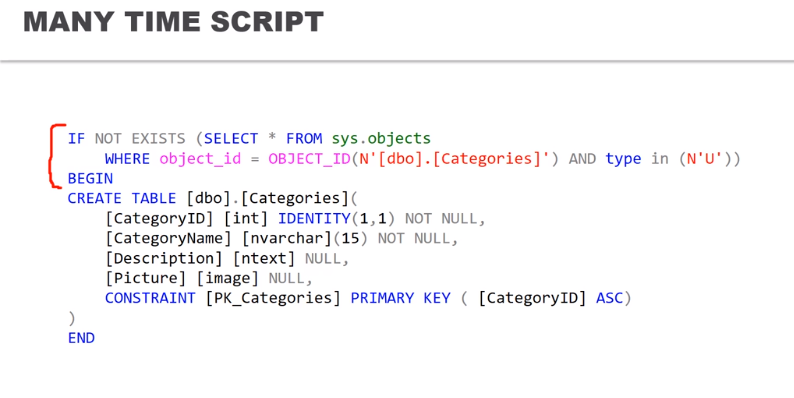 MANY TIME SCRIPT
IF NOT EXISTS (SELECT * FROM sys.objects
WHERE object_id = OBJECT_ID(N'[dbo].[Categories]') AND type in (N'U'))
BEGIN
CREATE TABLE [dbo].[Categories](
[CategoryID] [int] IDENTITY(1,1) NOT NULL,
[CategoryName] [nvarchar](15) NOT NULL,
[Description] [ntext] NULL,
[Picture] [image] NULL,
CONSTRAINT [PK_Categories] PRIMARY KEY ( [CategoryID] ASC)
)
END